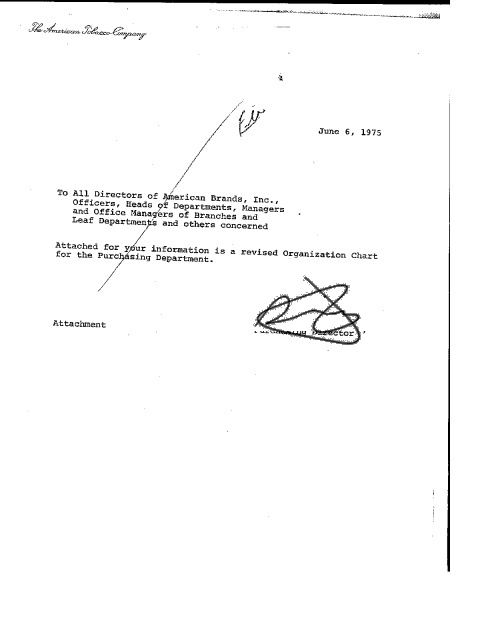 The American Tobacco Company
June 6, 1975
To All Directors of American Brands, Inc.,
Officers, Heads of Departments, Managers
and Office Managers of Branches and
Leaf Departments and others concerned
Attached for your information is a revised Organization Chart
for the Purchasing Department.
Attachment
Director